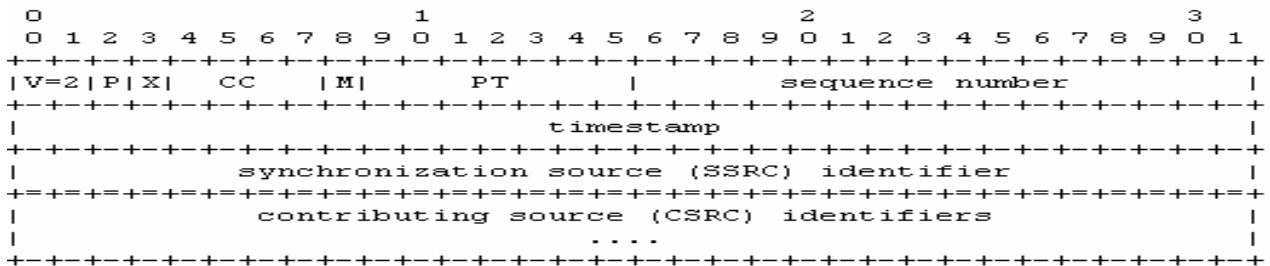 0                   1                   2                   3
0 1 2 3 4 5 6 7 8 9 0 1 2 3 4 5 6 7 8 9 0 1 2 3 4 5 6 7 8 9 0 1
+-+-+-+-+-+-+-+-+-+-+-+-+-+-+-+-+-+-+-+-+-+-+-+-+-+-+-+-+-+-+-+-+
|V=2|P|X|  CC   |M|     PT      |       sequence number         |
+-+-+-+-+-+-+-+-+-+-+-+-+-+-+-+-+-+-+-+-+-+-+-+-+-+-+-+-+-+-+-+-+
|                           timestamp                           |
+-+-+-+-+-+-+-+-+-+-+-+-+-+-+-+-+-+-+-+-+-+-+-+-+-+-+-+-+-+-+-+-+
|           synchronization source (SSRC) identifier            |
+=+=+=+=+=+=+=+=+=+=+=+=+=+=+=+=+=+=+=+=+=+=+=+=+=+=+=+=+=+=+=+=+
|            contributing source (CSRC) identifiers             |
|                             ....                              |
+-+-+-+-+-+-+-+-+-+-+-+-+-+-+-+-+-+-+-+-+-+-+-+-+-+-+-+-+-+-+-+-+